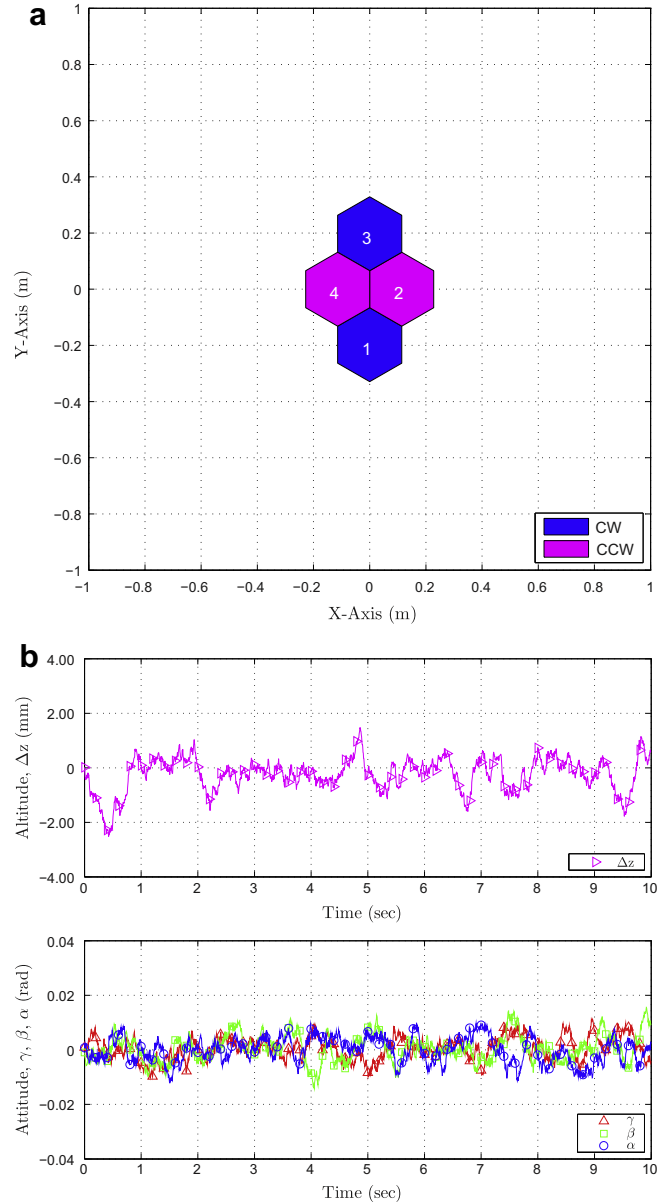 a
1
0.8
0.6
0.4
0.2
0
−0.2
−0.4
−0.6
−0.8
−1
Y-Axis (m)
3
4
2
1
CW
CCW
−1 −0.8 −0.6 −0.4 −0.2 0 0.2 0.4 0.6 0.8 1
X-Axis (m)
b
4.00
2.00
0
−2.00
−4.00
Altitude, Δz (mm)
Δz
0 1 2 3 4 5 6 7 8 9 10
Time (sec)
0.04
0.02
0
−0.02
−0.04
Attitude, γ, β, α (rad)
γ
β
α
0 1 2 3 4 5 6 7 8 9 10
Time (sec)